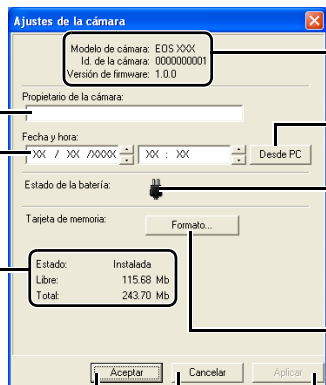 Ajustes de la cámara
Modelo de cámara: EOS XXX
Id. de la cámara: 0000000001
Versión de firmware: 1.0.0
Propietario de la cámara:
Fecha y hora:
XX / XX /XXXX XX : XX Desde PC
Estado de la batería:
Tarjeta de memoria: Formato...
Estado: Instalada
Libre: 115.68 Mb
Total: 243.70 Mb
Aceptar Cancelar Aplicar